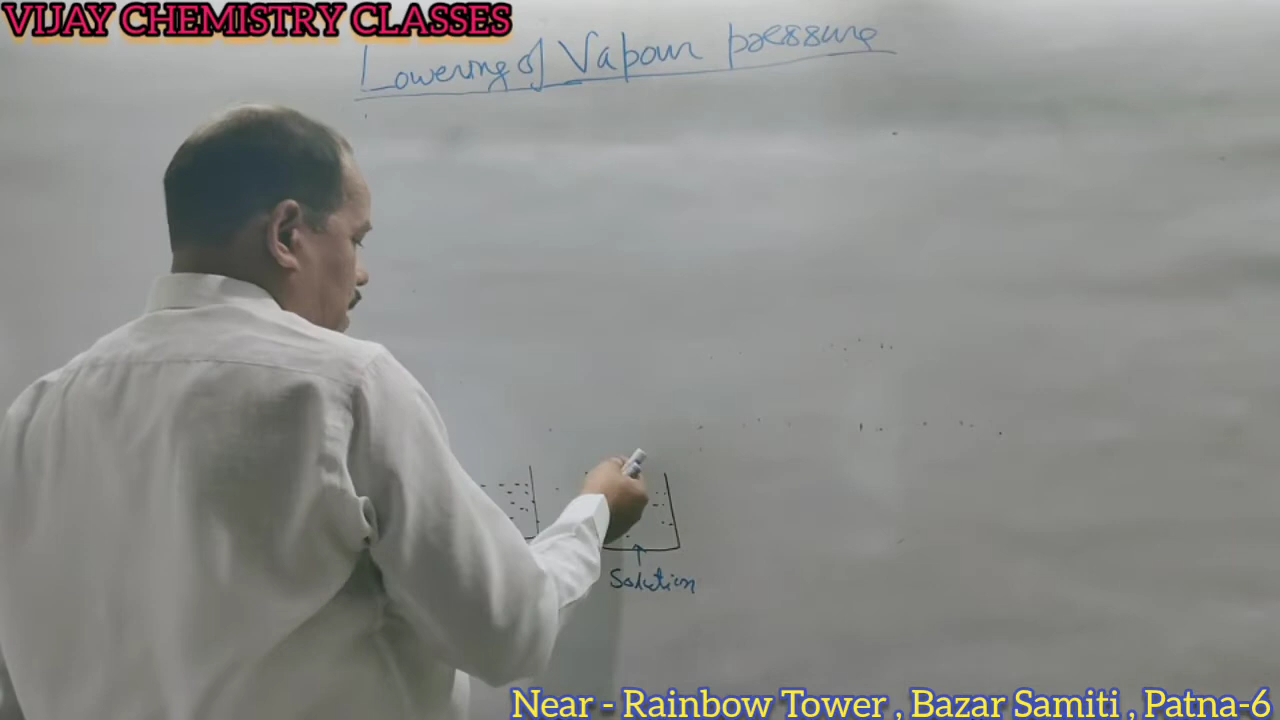 VIJAY CHEMISTRY CLASSES
Lowering of Vapour pressure
Solution
Near - Rainbow Tower , Bazar Samiti , Patna-6